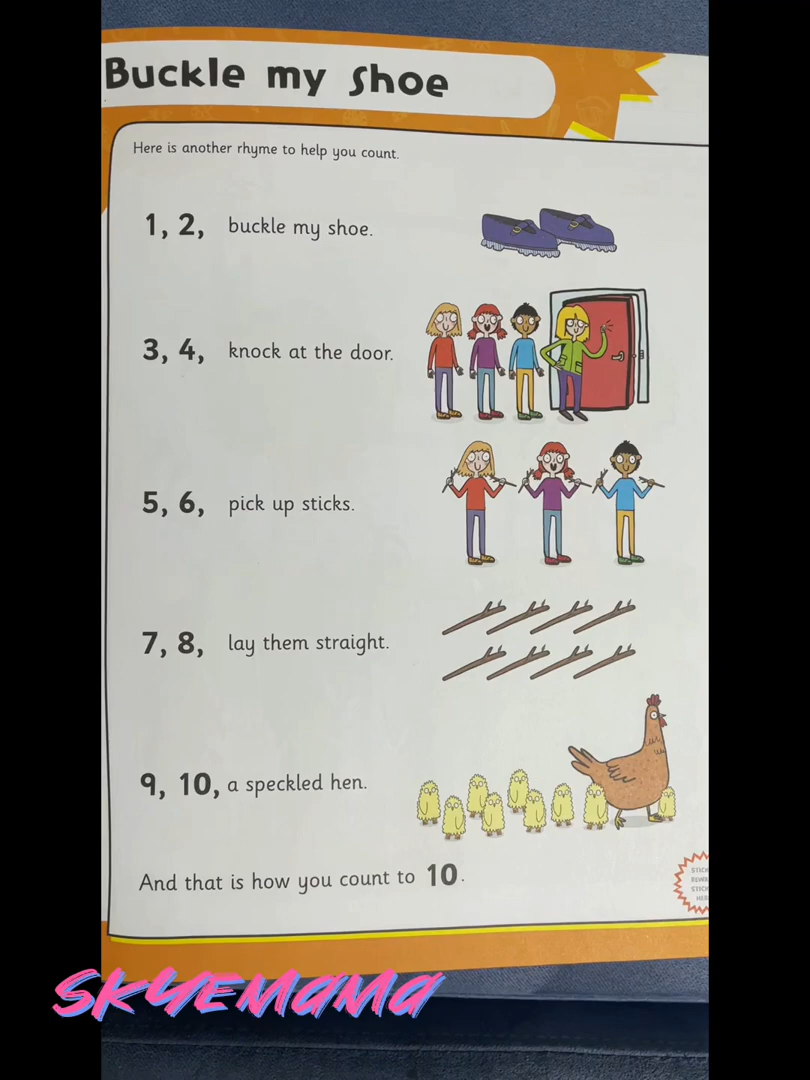 Buckle my shoe
Here is another rhyme to help you count.
1, 2, buckle my shoe.
3, 4, knock at the door.
5, 6, pick up sticks.
7, 8, lay them straight.
9, 10, a speckled hen.
And that is how you count to 10.
STICK
STICK
SKYEMAMA